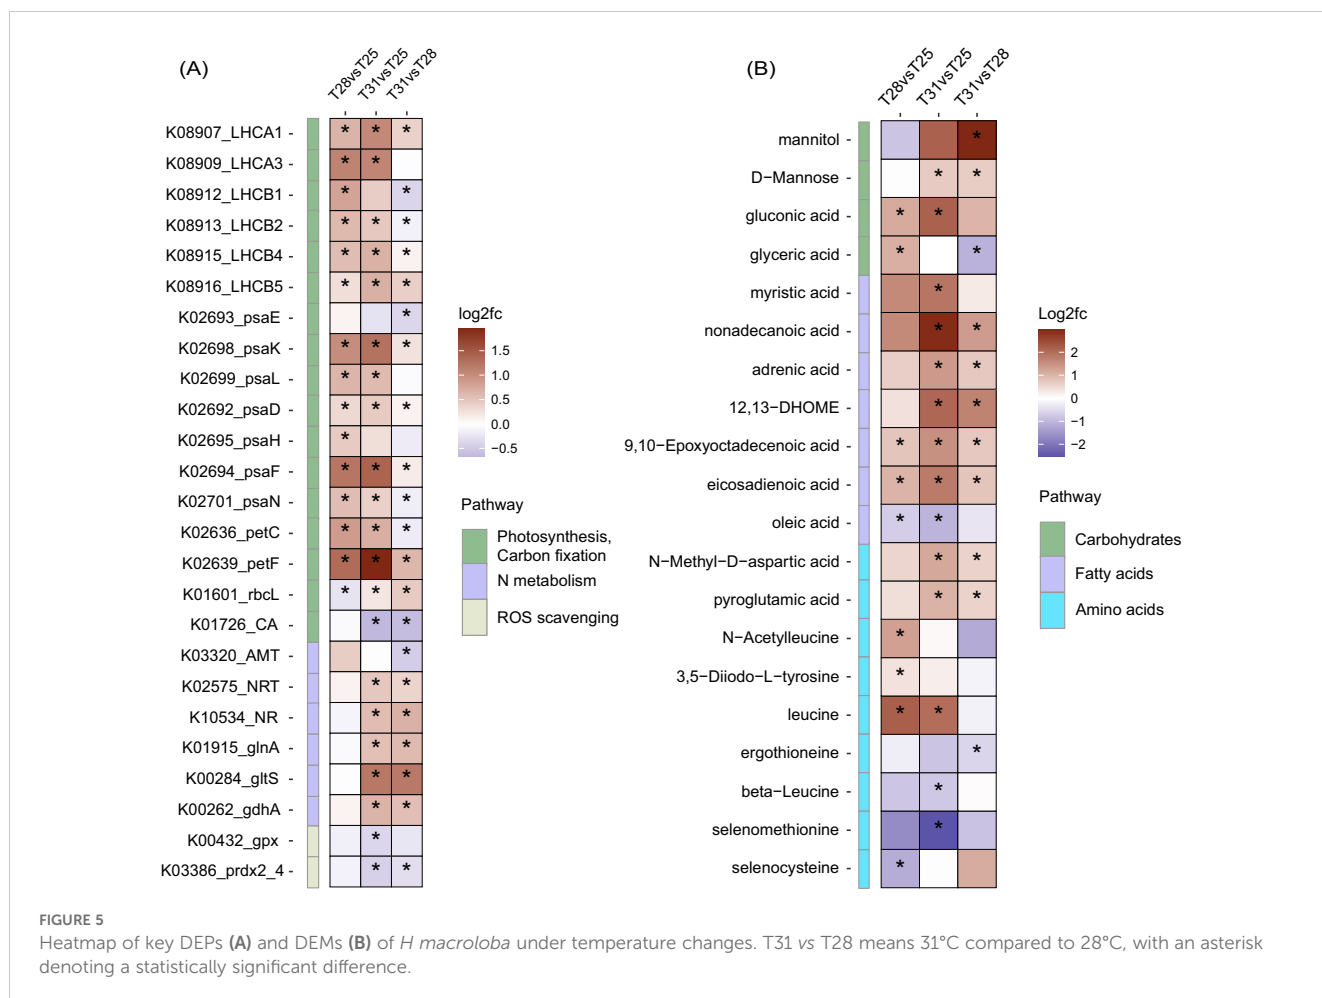 (A)
T28vsT25
T31vsT25
T31vsT28
K08907_LHCA1
K08909_LHCA3
K08912_LHCB1
K08913_LHCB2
K08915_LHCB4
K08916_LHCB5
K02693_psaE
K02698_psaK
K02699_psaL
K02692_psaD
K02695_psaH
K02694_psaF
K02701_psaN
K02636_petC
K02639_petF
K01601_rbcL
K01726_CA
K03320_AMT
K02575_NRT
K10534_NR
K01915_glnA
K00284_gltS
K00262_gdhA
K00432_gpx
K03386_prdx2_4
log2fc
1.5
1.0
0.5
0.0
−0.5
Pathway
Photosynthesis,
Carbon fixation
N metabolism
ROS scavenging
(B)
T28vsT25
T31vsT25
T31vsT28
mannitol
D−Mannose
gluconic acid
glyceric acid
myristic acid
nonadecanoic acid
adrenic acid
12,13−DHOME
9,10−Epoxyoctadecenoic acid
eicosadienoic acid
oleic acid
N−Methyl−D−aspartic acid
pyroglutamic acid
N−Acetylleucine
3,5−Diiodo−L−tyrosine
leucine
ergothioneine
beta−Leucine
selenomethionine
selenocysteine
Log2fc
2
1
0
−1
−2
Pathway
Carbohydrates
Fatty acids
Amino acids
FIGURE 5
Heatmap of key DEPs (A) and DEMs (B) of H macroloba under temperature changes. T31 vs T28 means 31°C compared to 28°C, with an asterisk
denoting a statistically significant difference.